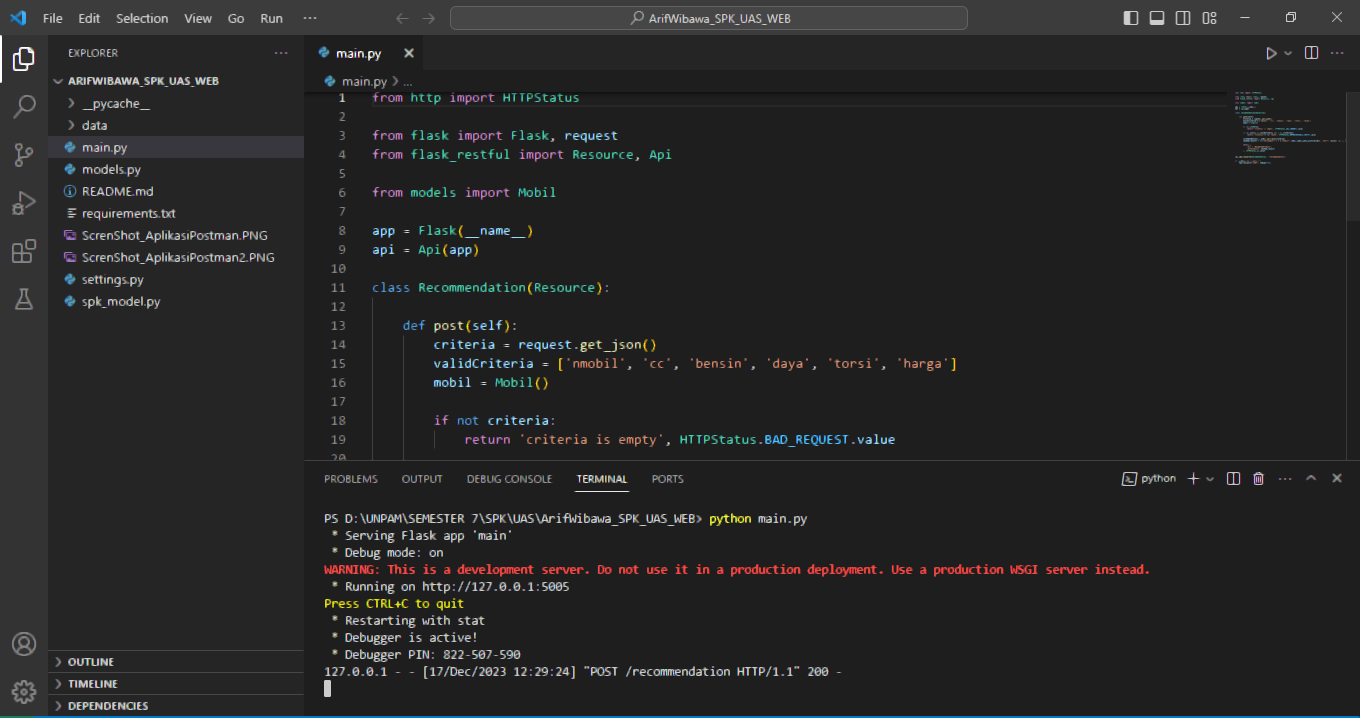 File Edit Selection View Go Run ··· ArifWibawa_SPK_UAS_WEB
EXPLORER ···
ARIFWIBAWA_SPK_UAS_WEB
__pycache__
data
main.py
models.py
README.md
requirements.txt
ScrenShot_AplikasiPostman.PNG
ScrenShot_AplikasiPostman2.PNG
settings.py
spk_model.py
OUTLINE
TIMELINE
DEPENDENCIES
main.py
main.py > ...
1 from http import HTTPStatus
2
3 from flask import Flask, request
4 from flask_restful import Resource, Api
5
6 from models import Mobil
7
8 app = Flask(__name__)
9 api = Api(app)
10
11 class Recommendation(Resource):
12
13 def post(self):
14 criteria = request.get_json()
15 validCriteria = ['nmobil', 'cc', 'bensin', 'daya', 'torsi', 'harga']
16 mobil = Mobil()
17
18 if not criteria:
19 return 'criteria is empty', HTTPStatus.BAD_REQUEST.value
20
PROBLEMS OUTPUT DEBUG CONSOLE TERMINAL PORTS python
PS D:\UNPAM\SEMESTER 7\SPK\UAS\ArifWibawa_SPK_UAS_WEB> python main.py
* Serving Flask app 'main'
* Debug mode: on
WARNING: This is a development server. Do not use it in a production deployment. Use a production WSGI server instead.
* Running on http://127.0.0.1:5005
Press CTRL+C to quit
* Restarting with stat
* Debugger is active!
* Debugger PIN: 822-507-590
127.0.0.1 - - [17/Dec/2023 12:29:24] "POST /recommendation HTTP/1.1" 200 -